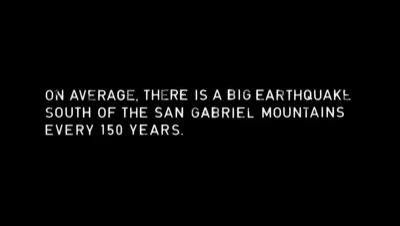 ON AVERAGE, THERE IS A BIG EARTHQUAKE
SOUTH OF THE SAN GABRIEL MOUNTAINS
EVERY 150 YEARS.